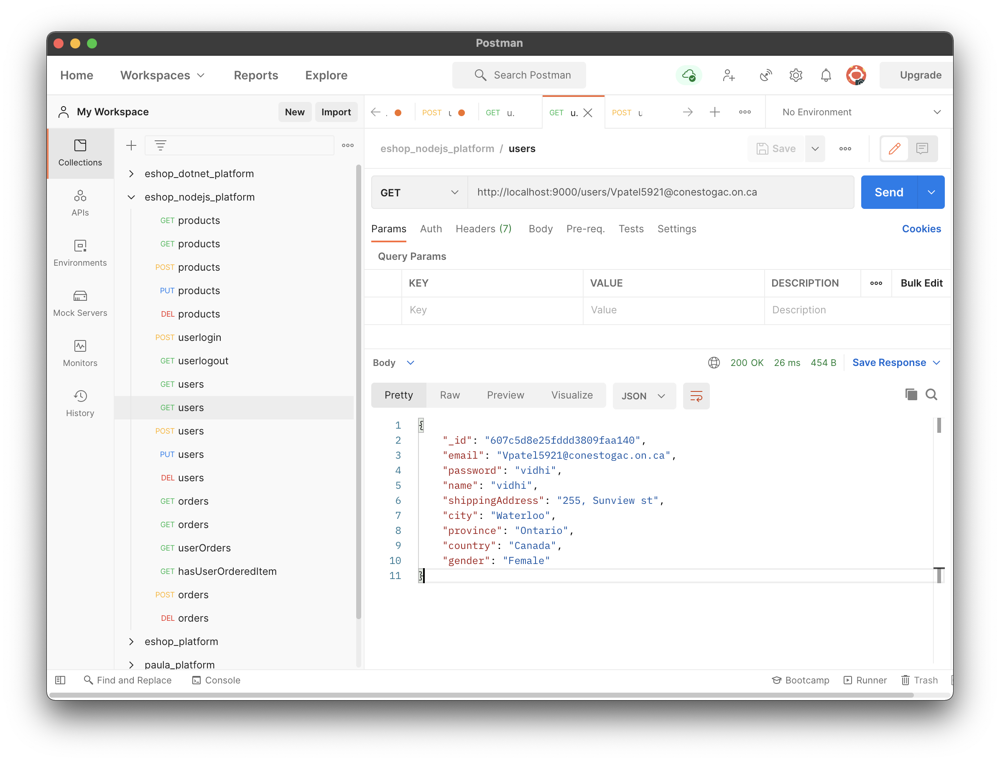 Postman
Home Workspaces Reports Explore Search Postman Upgrade
My Workspace New Import
. POST GET u. GET u. POST No Environment
Collections
APIs
Environments
Mock Servers
Monitors
History
eshop_dotnet_platform
eshop_nodejs_platform
GET products
GET products
POST products
PUT products
DEL products
POST userlogin
GET userlogout
GET users
GET users
POST users
PUT users
DEL users
GET orders
GET orders
GET userOrders
GET hasUserOrderedItem
POST orders
DEL orders
eshop_platform
paula_platform
eshop_nodejs_platform / users Save
GET http://localhost:9000/users/Vpatel5921@conestogac.on.ca Send
Params Auth Headers (7) Body Pre-req. Tests Settings Cookies
Query Params
KEY VALUE DESCRIPTION Bulk Edit
Key Value Description
Body 200 OK 26 ms 454 B Save Response
Pretty Raw Preview Visualize JSON
1 {
2 "_id": "607c5d8e25fddd3809faa140",
3 "email": "Vpatel5921@conestogac.on.ca",
4 "password": "vidhi",
5 "name": "vidhi",
6 "shippingAddress": "255, Sunview st",
7 "city": "Waterloo",
8 "province": "Ontario",
9 "country": "Canada",
10 "gender": "Female"
11 }
Find and Replace Console Bootcamp Runner Trash